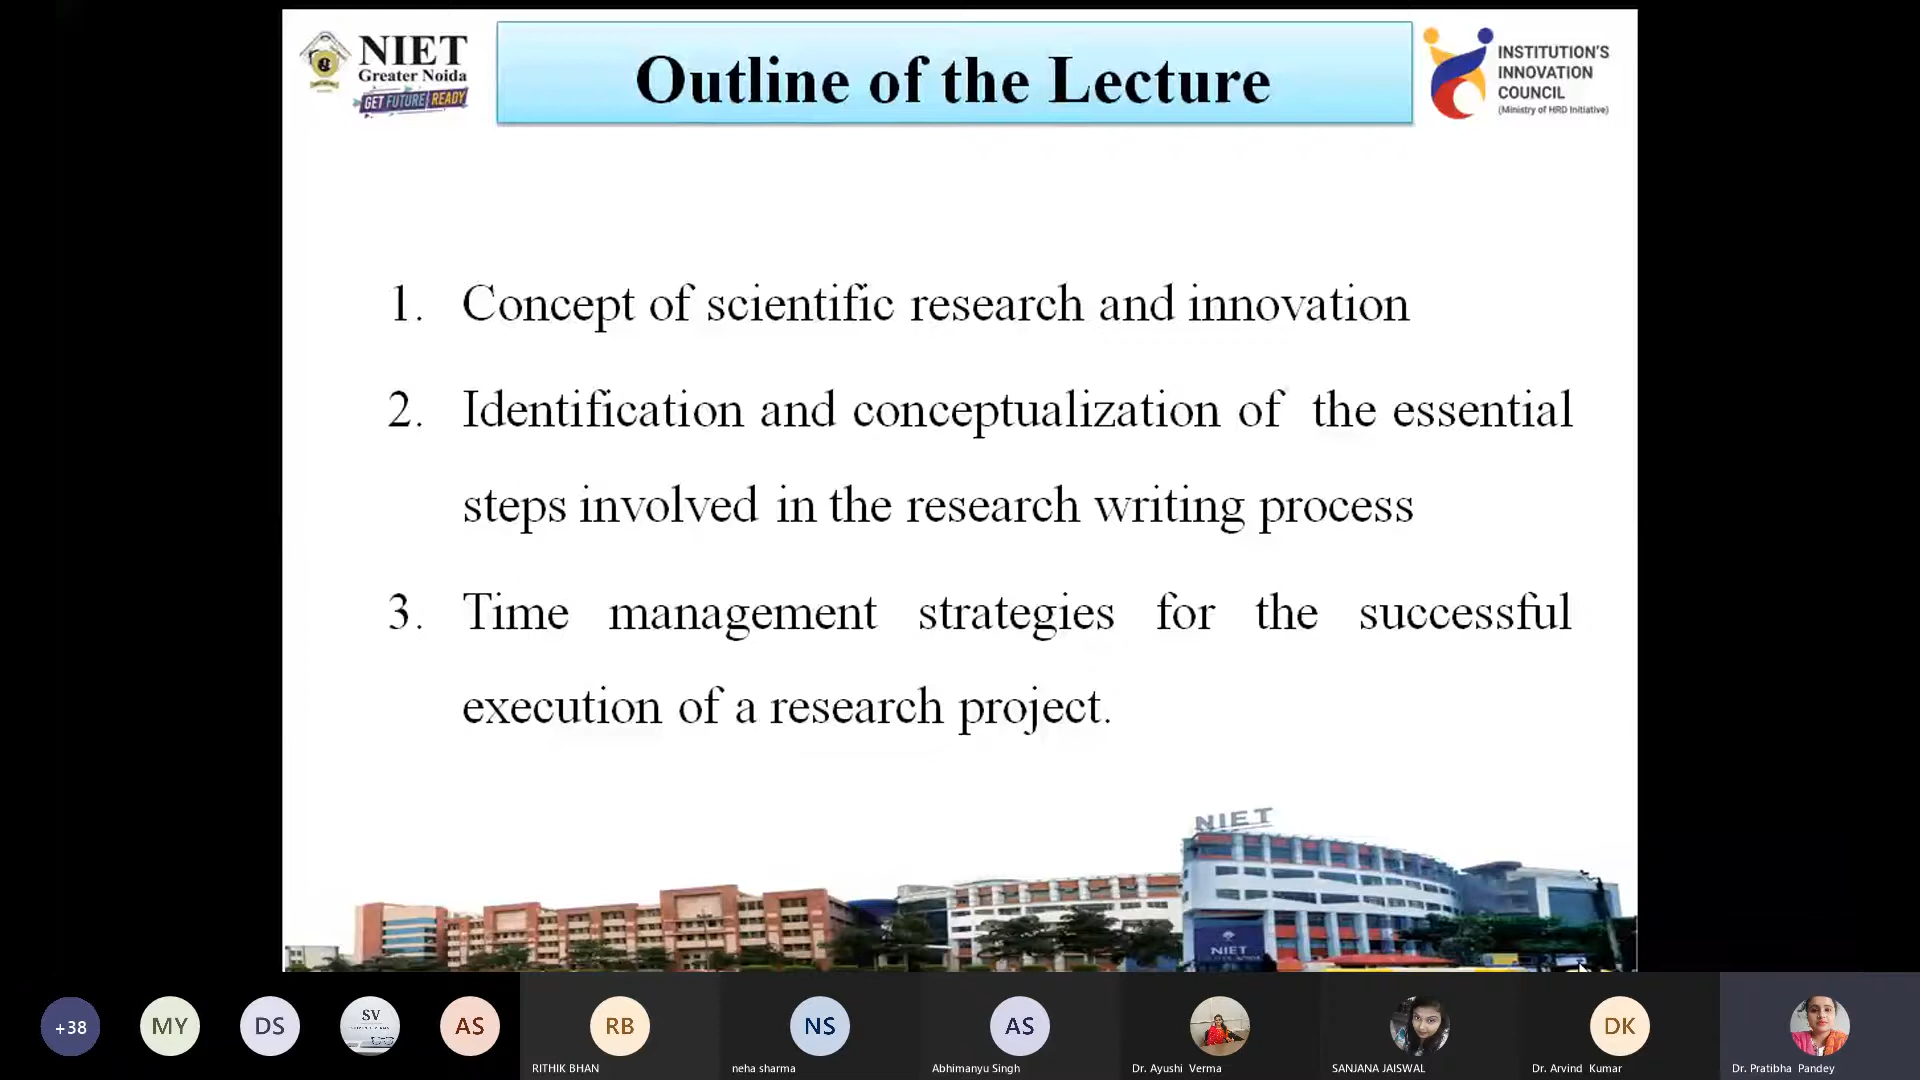 NIET
Greater Noida
GET FUTURE READY
Outline of the Lecture
INSTITUTION'S
INNOVATION
COUNCIL
(Ministry of HRD Initiative)
1. Concept of scientific research and innovation
2. Identification and conceptualization of the essential
steps involved in the research writing process
3. Time management strategies for the successful
execution of a research project.
NIET
NIET
+38
MY
DS
SV
AS
RB
NS
AS
DK
RITHIK BHAN
neha sharma
Abhimanyu Singh
Dr. Ayushi Verma
SANJANA JAISWAL
Dr. Arvind Kumar
Dr. Pratibha Pandey